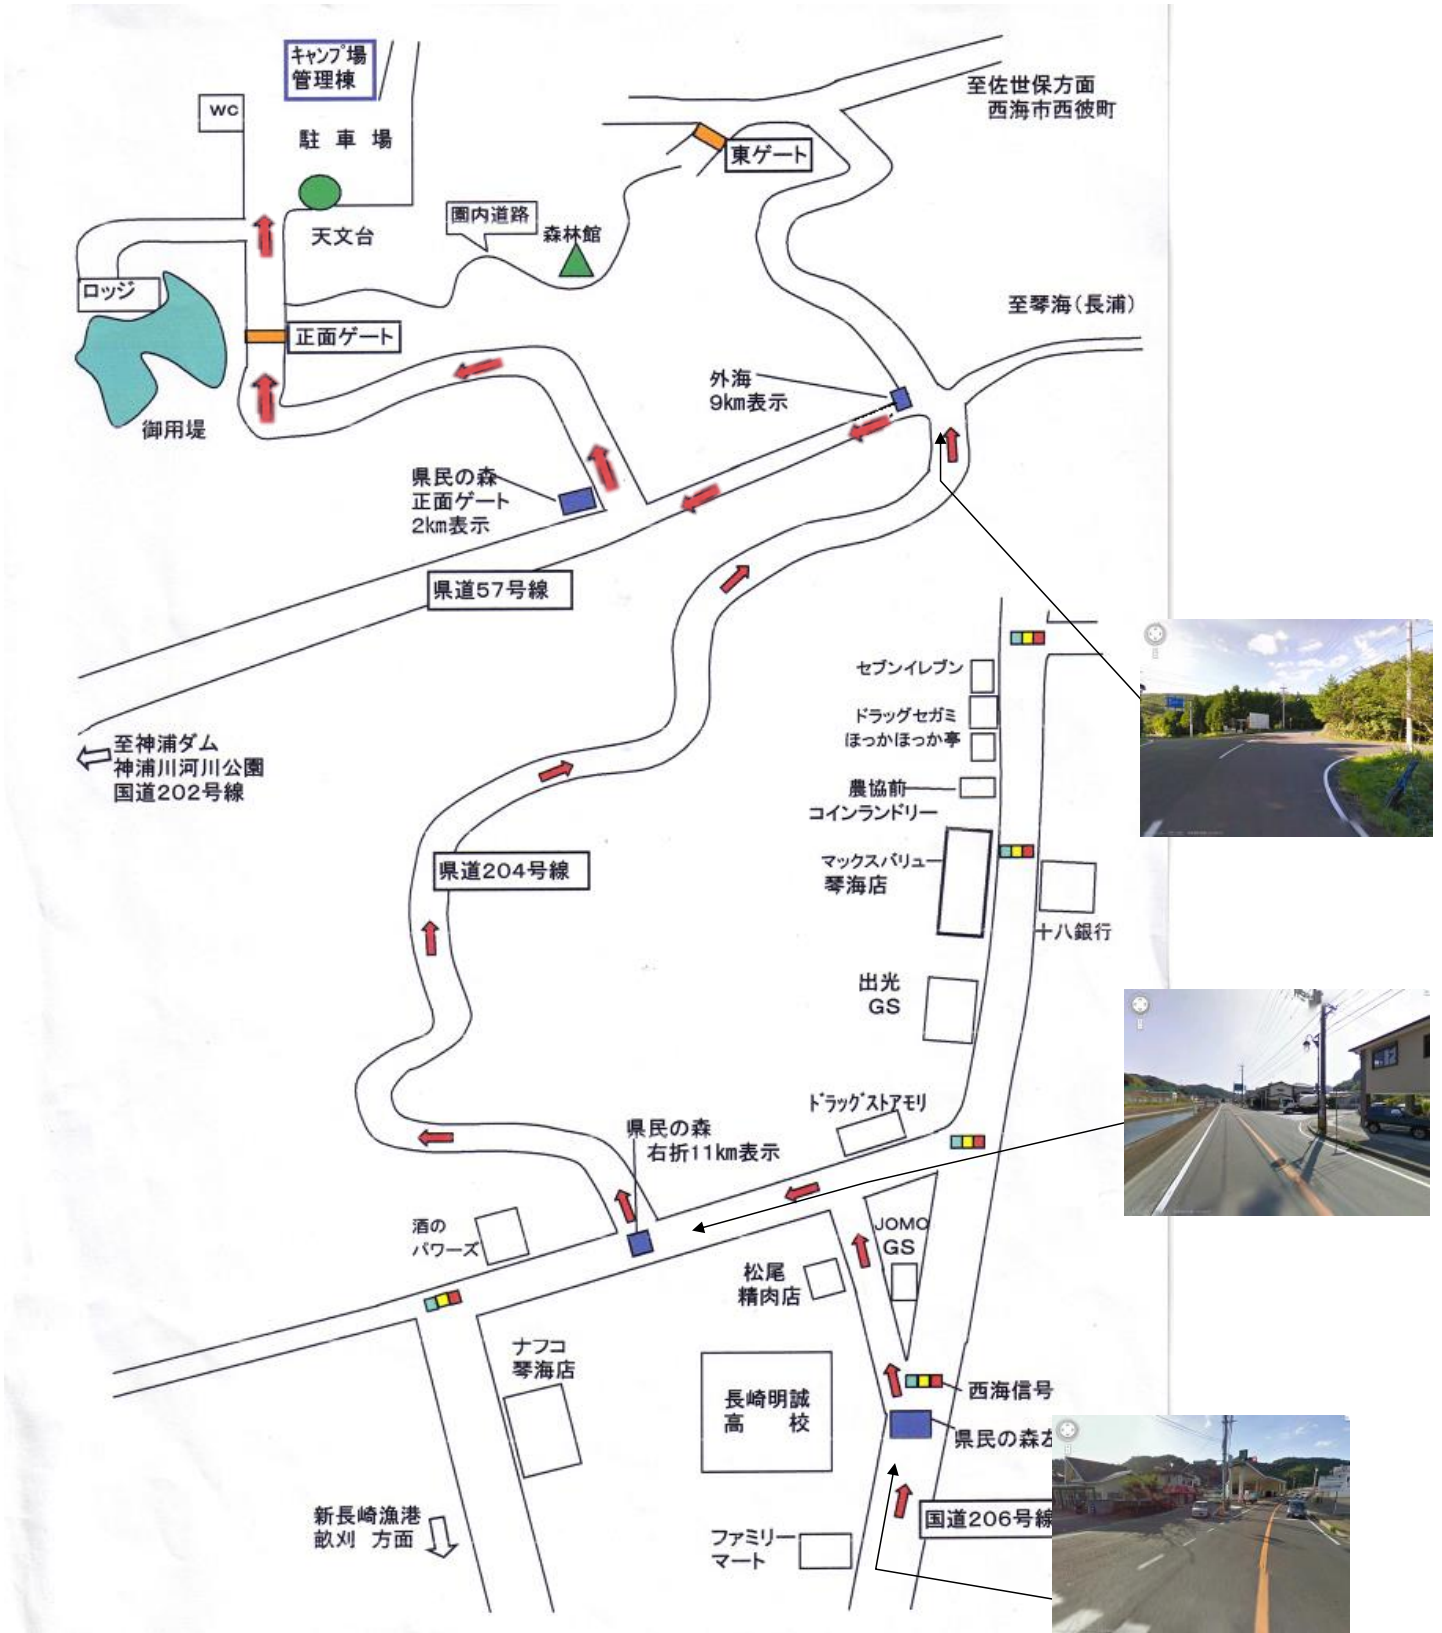 キャンプ場
管理棟
WC
駐 車 場
天文台
ロッジ
御用堤
正面ゲート
園内道路
森林館
東ゲート
至佐世保方面
西海市西彼町
至琴海(長浦)
外海
9km表示
県民の森
正面ゲート
2km表示
県道57号線
至神浦ダム
神浦川河川公園
国道202号線
県道204号線
セブンイレブン
ドラッグセガミ
ほっかほっか亭
農協前
コインランドリー
マックスバリュー
琴海店
十八銀行
出光
GS
ドラッグストアモリ
県民の森
右折11km表示
酒の
パワーズ
JOMO
GS
松尾
精肉店
ナフコ
琴海店
長崎明誠
高 校
西海信号
県民の森左
国道206号線
ファミリー
マート
新長崎漁港
畝刈 方面